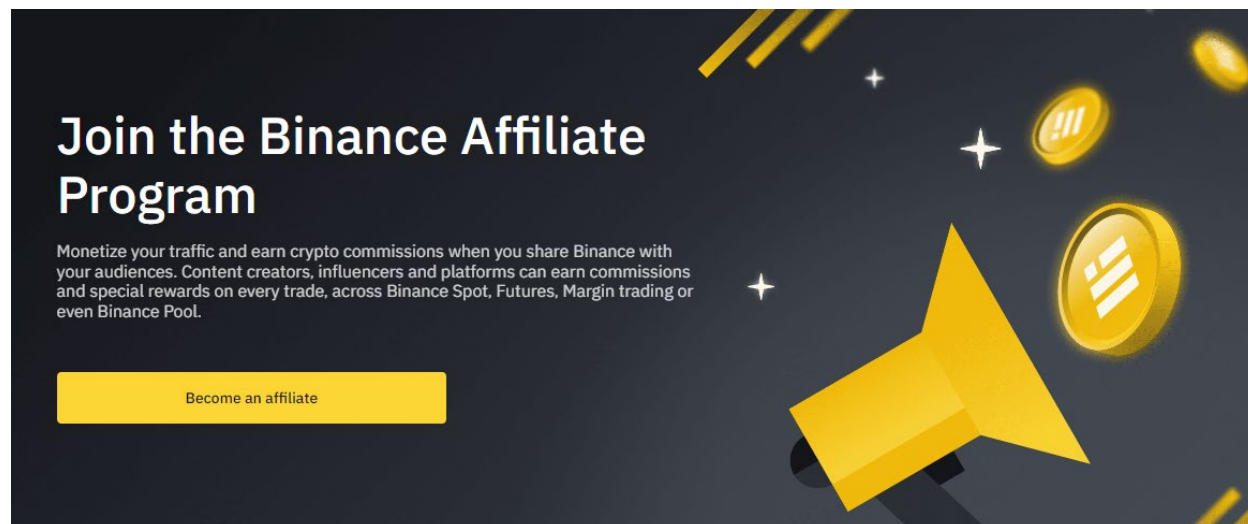 Join the Binance Affiliate
Program
Monetize your traffic and earn crypto commissions when you share Binance with
your audiences. Content creators, influencers and platforms can earn commissions
and special rewards on every trade, across Binance Spot, Futures, Margin trading or
even Binance Pool.
Become an affiliate